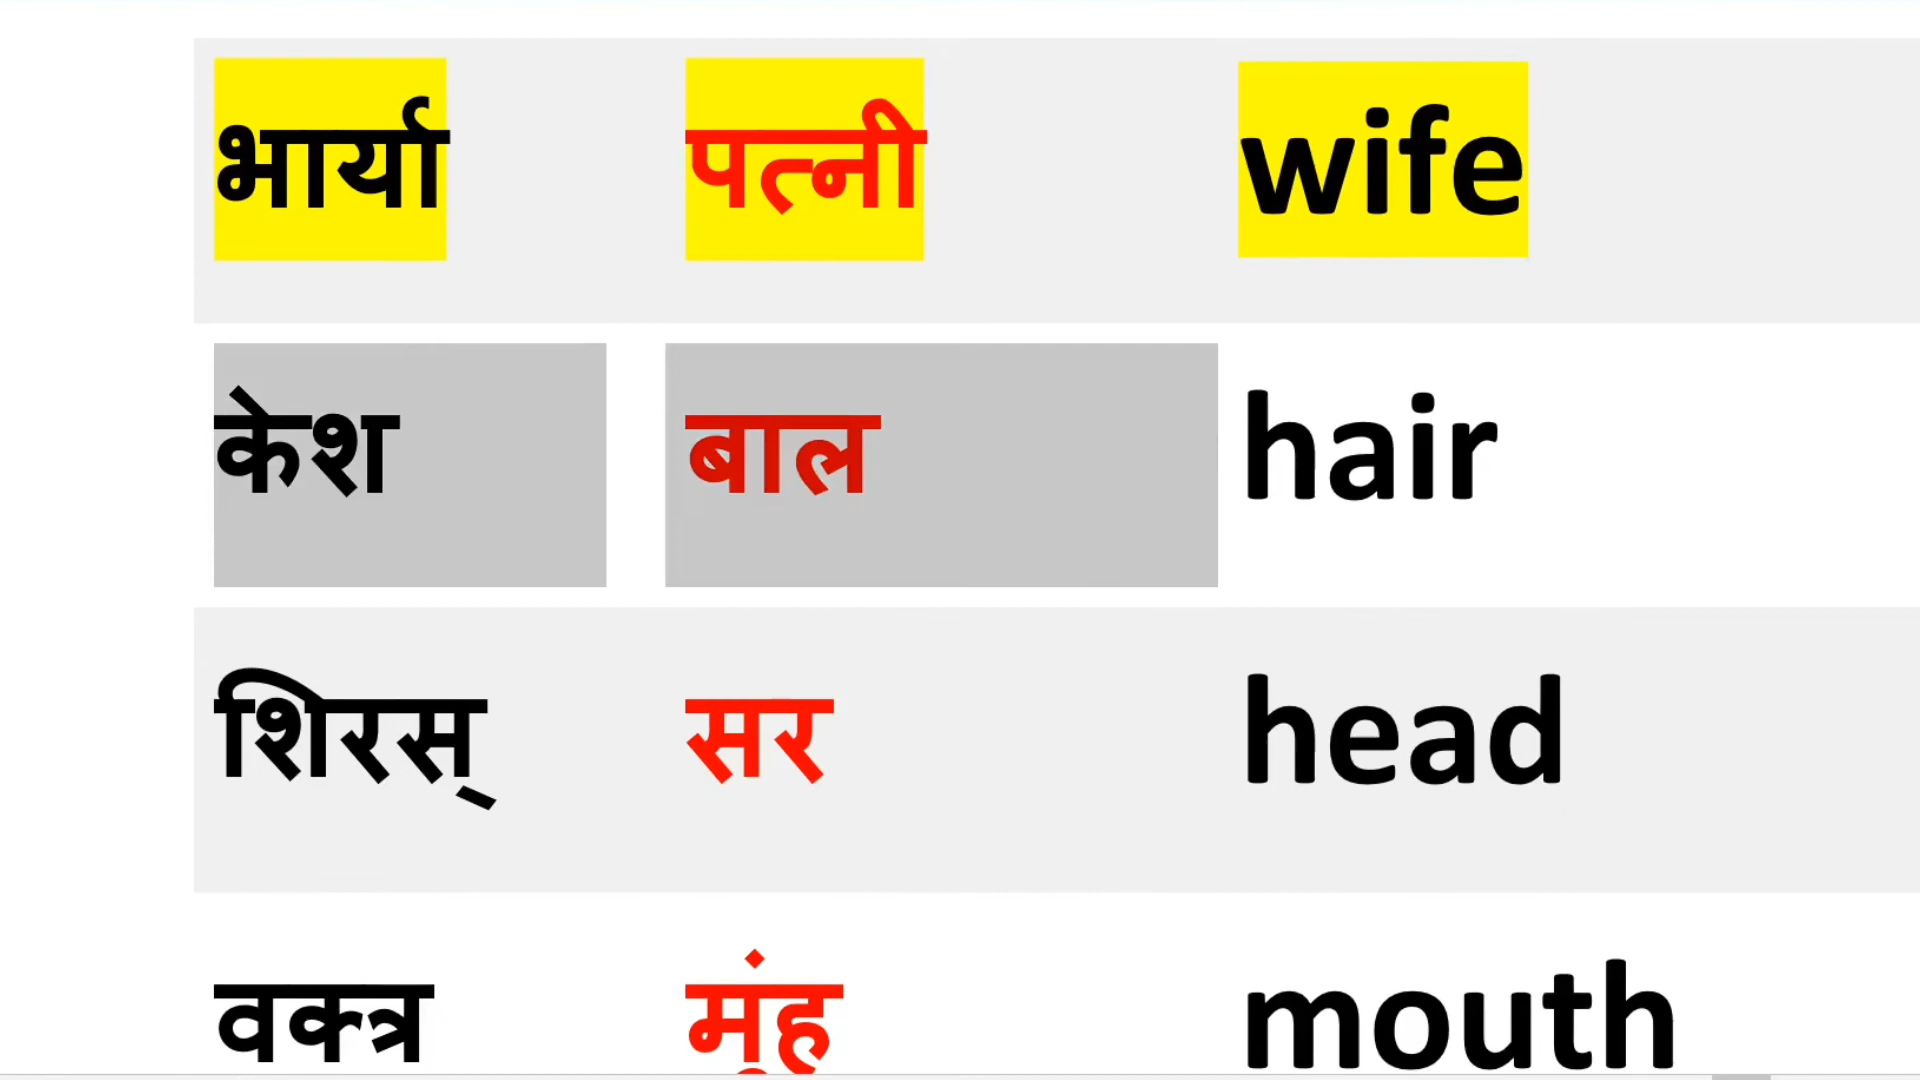 भार्या पत्नी wife
केश बाल hair
शिरस् सर head
वक्त्र मूंह mouth